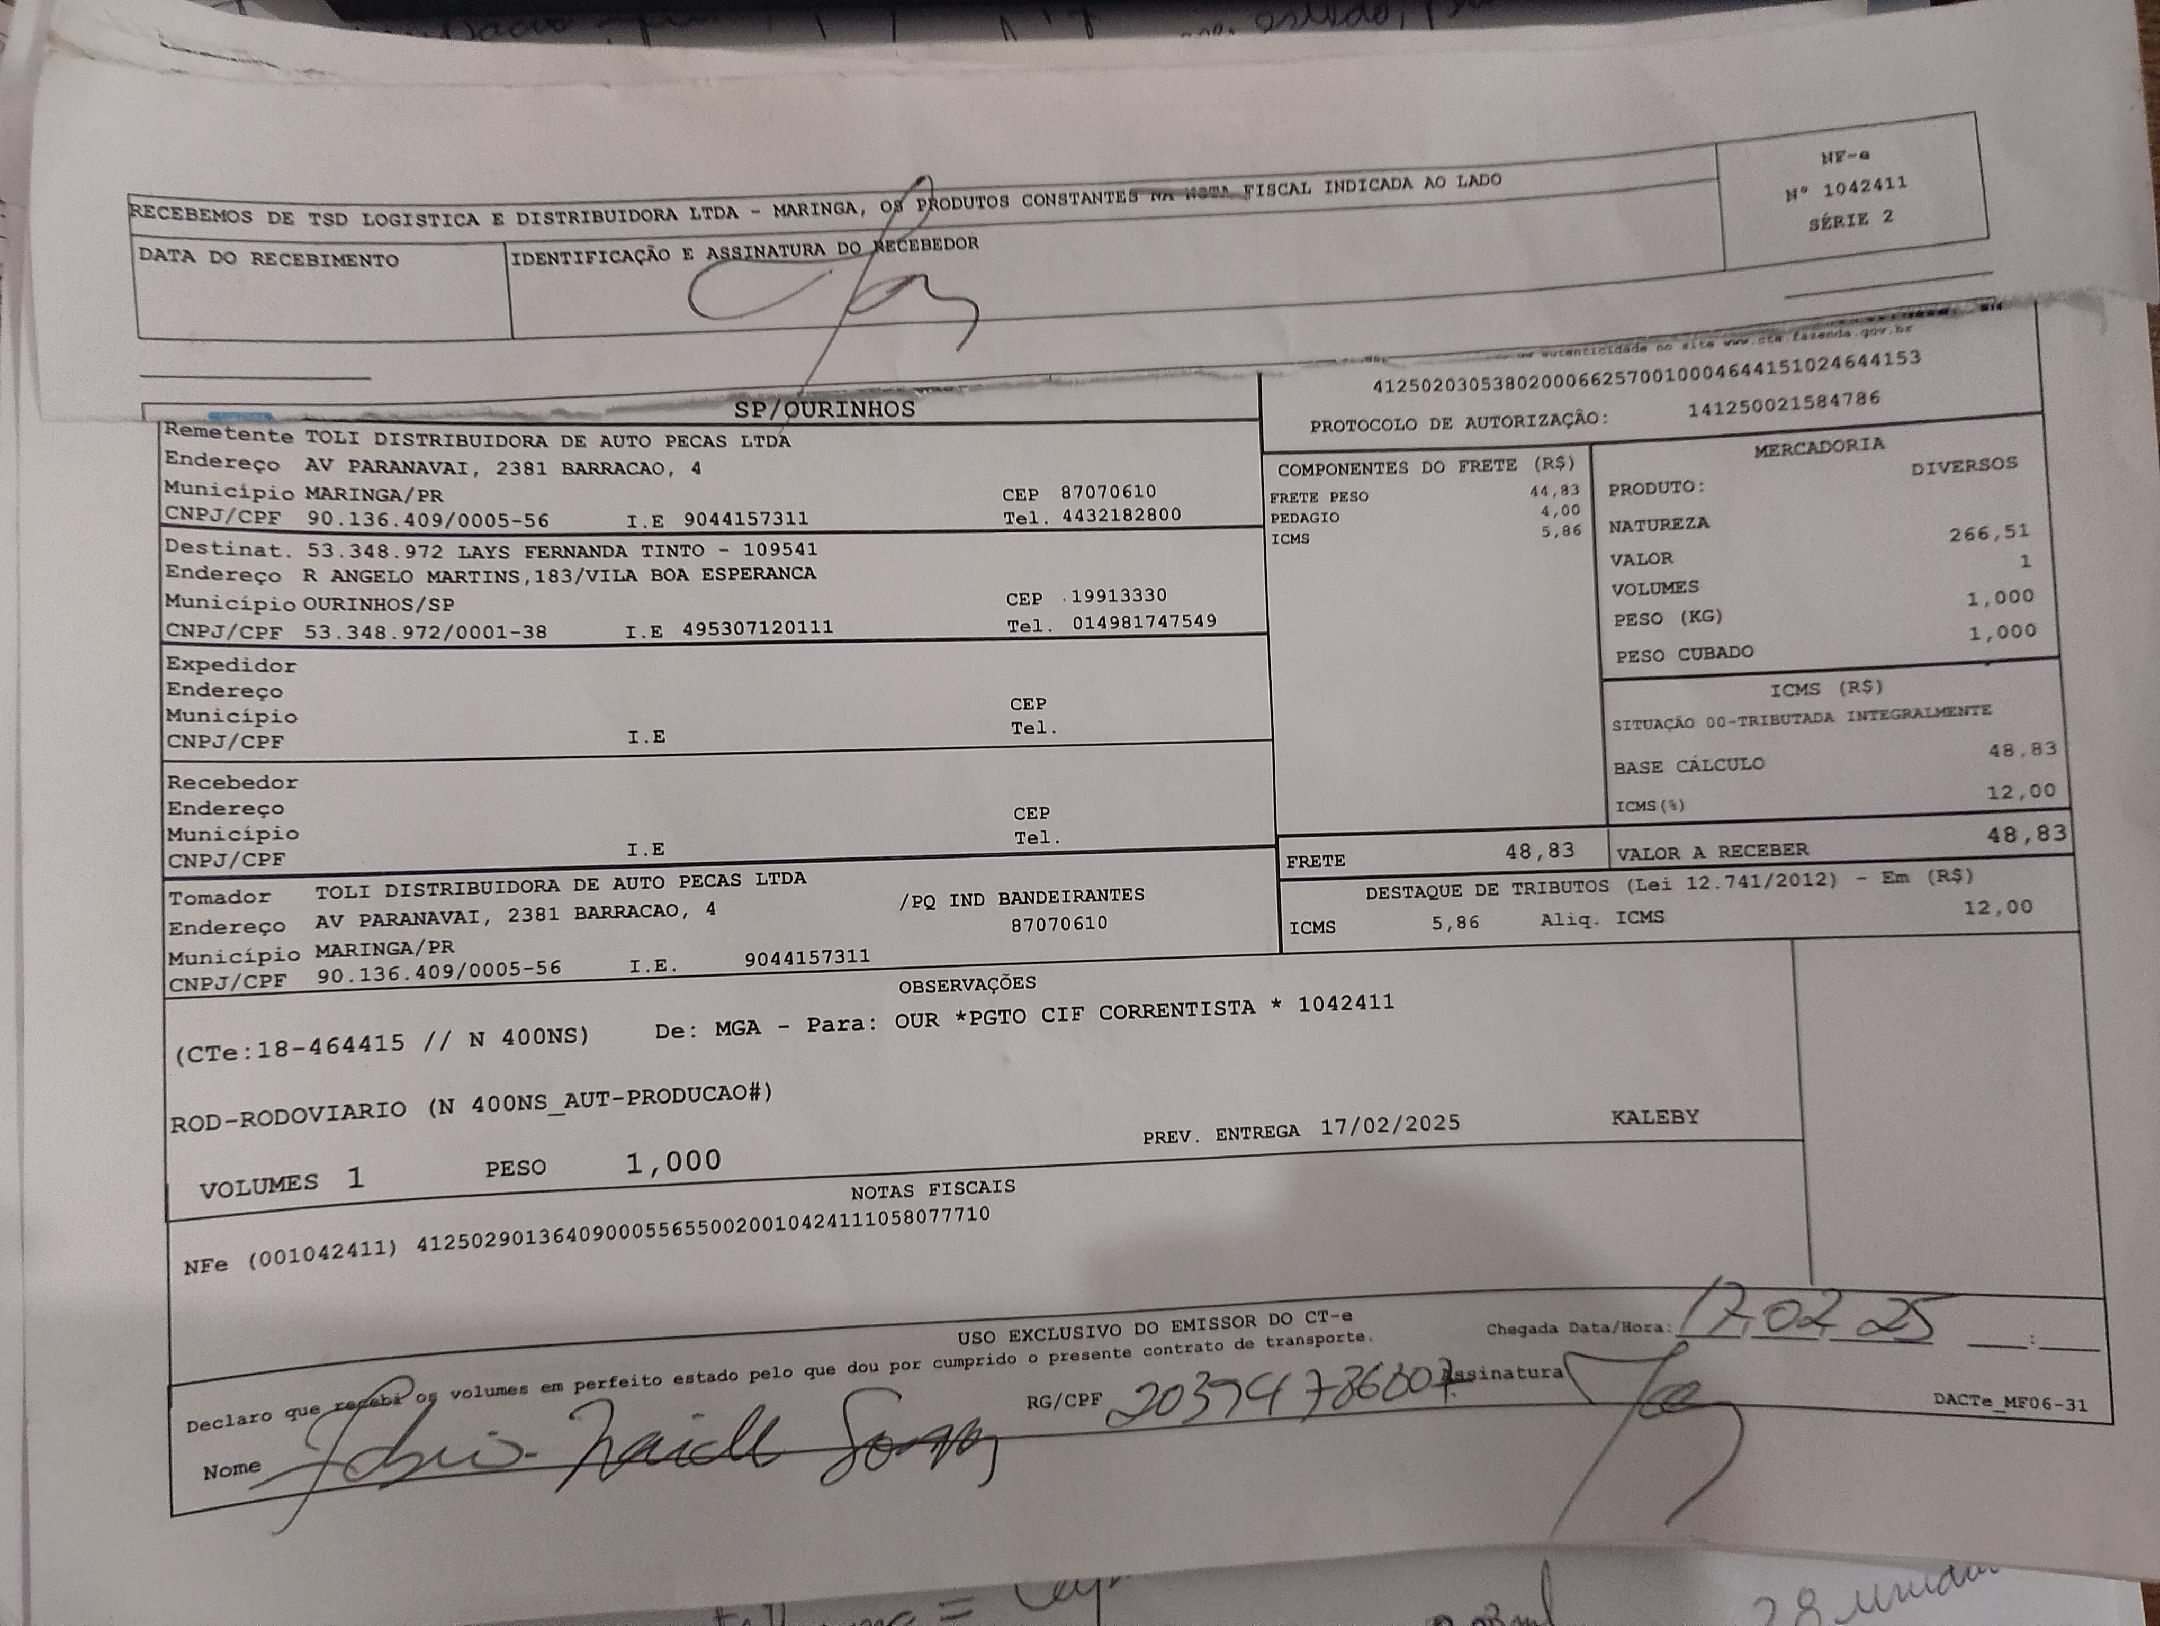 RECEBEMOS DE TSD LOGISTICA E DISTRIBUIDORA LTDA - MARINGA, OS PRODUTOS CONSTANTES NA NOTA FISCAL INDICADA AO LADO
DATA DO RECEBIMENTO
IDENTIFICAÇÃO E ASSINATURA DO RECEBEDOR
NF-e
Nº 1042411
SÉRIE 2
autenticidade no site www.cte.fazenda.gov.br
41250203053802000662570010004644151024644153
PROTOCOLO DE AUTORIZAÇÃO: 141250021584786
SP/OURINHOS
Remetente TOLI DISTRIBUIDORA DE AUTO PECAS LTDA
Endereço AV PARANAVAI, 2381 BARRACAO, 4
Município MARINGA/PR CEP 87070610
CNPJ/CPF 90.136.409/0005-56 I.E 9044157311 Tel. 4432182800
Destinat. 53.348.972 LAYS FERNANDA TINTO - 109541
Endereço R ANGELO MARTINS,183/VILA BOA ESPERANCA
Município OURINHOS/SP CEP 19913330
CNPJ/CPF 53.348.972/0001-38 I.E 495307120111 Tel. 014981747549
Expedidor
Endereço
Município CEP
CNPJ/CPF I.E Tel.
Recebedor
Endereço
Município CEP
CNPJ/CPF I.E Tel.
Tomador TOLI DISTRIBUIDORA DE AUTO PECAS LTDA
Endereço AV PARANAVAI, 2381 BARRACAO, 4 /PQ IND BANDEIRANTES
Município MARINGA/PR 87070610
CNPJ/CPF 90.136.409/0005-56 I.E. 9044157311
COMPONENTES DO FRETE (R$)
FRETE PESO 44,83
PEDAGIO 4,00
ICMS 5,86
MERCADORIA
PRODUTO: DIVERSOS
NATUREZA
VALOR 266,51
VOLUMES 1
PESO (KG) 1,000
PESO CUBADO 1,000
ICMS (R$)
SITUAÇÃO 00-TRIBUTADA INTEGRALMENTE
BASE CÁLCULO 48,83
ICMS(%) 12,00
FRETE 48,83 VALOR A RECEBER 48,83
DESTAQUE DE TRIBUTOS (Lei 12.741/2012) - Em (R$)
ICMS 5,86 Aliq. ICMS 12,00
OBSERVAÇÕES
(CTe:18-464415 // N 400NS) De: MGA - Para: OUR *PGTO CIF CORRENTISTA * 1042411
ROD-RODOVIARIO (N 400NS_AUT-PRODUCAO#)
PREV. ENTREGA 17/02/2025 KALEBY
VOLUMES 1 PESO 1,000
NOTAS FISCAIS
NFe (001042411) 41250290136409000556550020010424111058077710
USO EXCLUSIVO DO EMISSOR DO CT-e
Declaro que recebi os volumes em perfeito estado pelo que dou por cumprido o presente contrato de transporte.
Chegada Data/Hora: 17.02 25 :
Nome
RG/CPF
Assinatura
DACTe_MF06-31